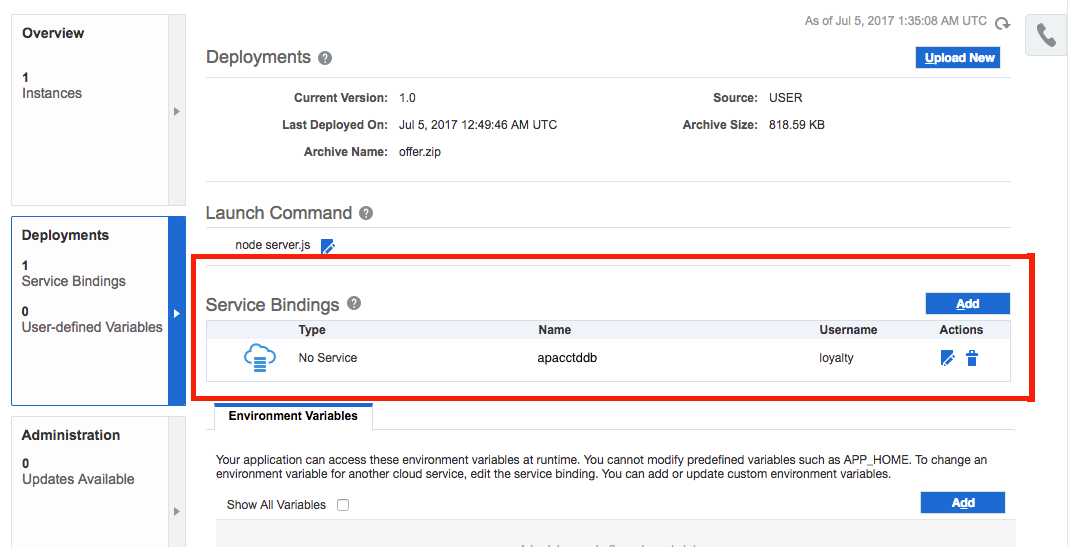 As of Jul 5, 2017 1:35:08 AM UTC
Overview
1
Instances
Deployments ?
Upload New
Current Version: 1.0
Source: USER
Last Deployed On: Jul 5, 2017 12:49:46 AM UTC
Archive Size: 818.59 KB
Archive Name: offer.zip
Launch Command ?
node server.js
Deployments
1
Service Bindings
0
User-defined Variables
Service Bindings ?
Add
Type Name Username Actions
No Service apacctddb loyalty
Administration
0
Updates Available
Environment Variables
Your application can access these environment variables at runtime. You cannot modify predefined variables such as APP_HOME. To change an
environment variable for another cloud service, edit the service binding. You can add or update custom environment variables.
Show All Variables
Add